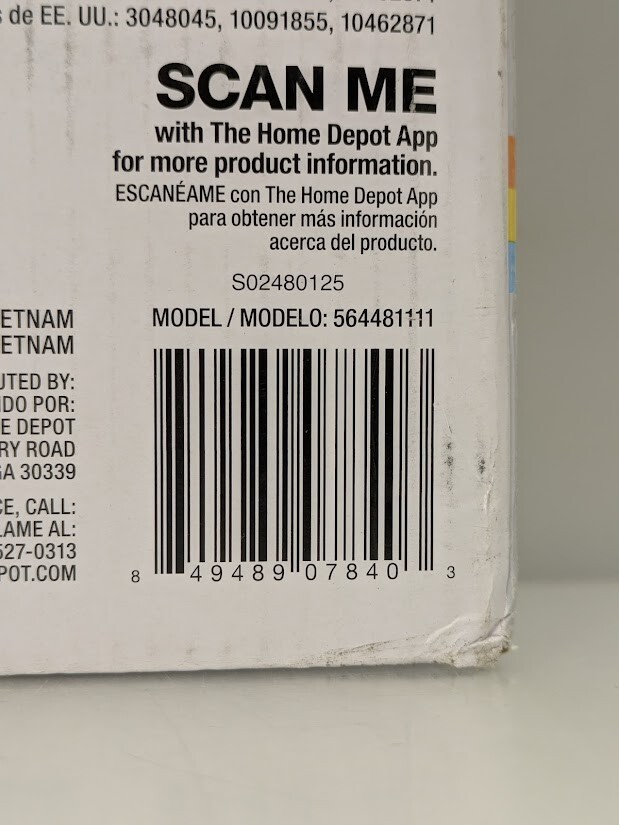 de EE. UU.: 3048045, 10091855, 10462871
SCAN ME
with The Home Depot App
for more product information.
ESCANÉAME con The Home Depot App
para obtener más información
acerca del producto.
S02480125
MODEL / MODELO: 564481111
ETNAM
ETNAM
UTED BY:
DO POR:
E DEPOT
RY ROAD
GA 30339
CE, CALL:
LAME AL:
527-0313
POT.COM
8 49489 07840 3